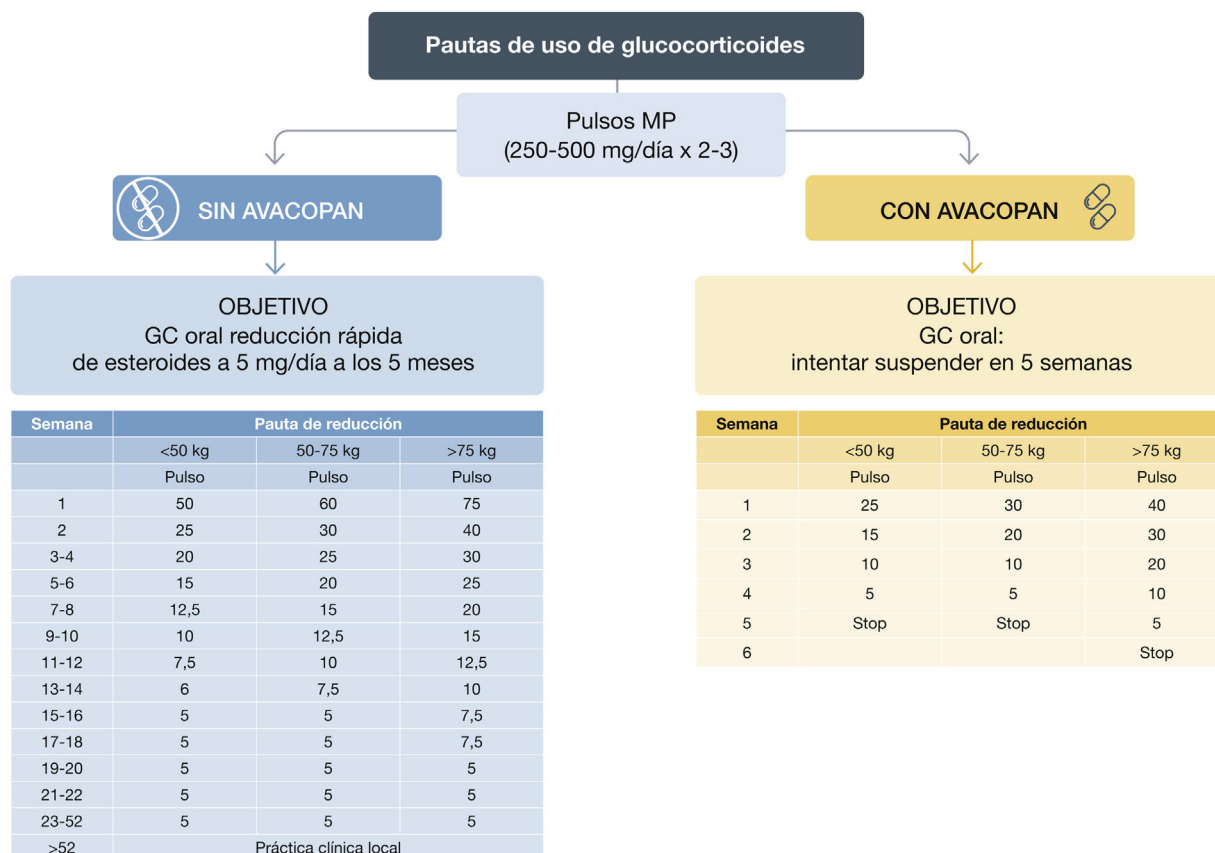 Pautas de uso de glucocorticoides
Pulsos MP
(250-500 mg/día x 2-3)
SIN AVACOPAN
OBJETIVO
GC oral reducción rápida
de esteroides a 5 mg/día a los 5 meses
Semana Pauta de reducción
<50 kg 50-75 kg >75 kg
Pulso Pulso Pulso
1 50 60 75
2 25 30 40
3-4 20 25 30
5-6 15 20 25
7-8 12,5 15 20
9-10 10 12,5 15
11-12 7,5 10 12,5
13-14 6 7,5 10
15-16 5 5 7,5
17-18 5 5 7,5
19-20 5 5 5
21-22 5 5 5
23-52 5 5 5
>52 Práctica clínica local
CON AVACOPAN
OBJETIVO
GC oral:
intentar suspender en 5 semanas
Semana Pauta de reducción
<50 kg 50-75 kg >75 kg
Pulso Pulso Pulso
1 25 30 40
2 15 20 30
3 10 10 20
4 5 5 10
5 Stop Stop 5
6 Stop